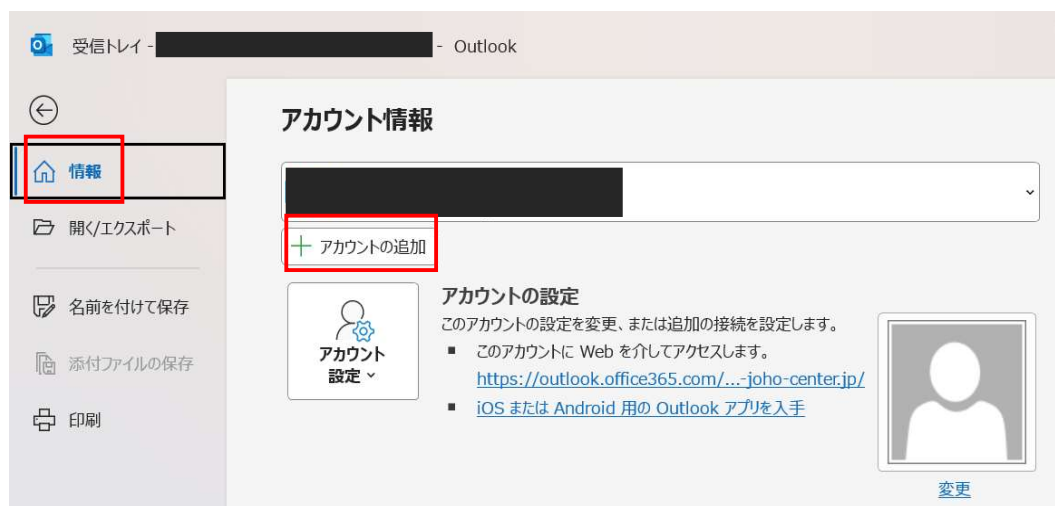 受信トレイ - - Outlook
アカウント情報
情報
開く/エクスポート
アカウントの追加
名前を付けて保存
添付ファイルの保存
印刷
アカウント
設定
アカウントの設定
このアカウントの設定を変更、または追加の接続を設定します。
■ このアカウントに Web を介してアクセスします。
https://outlook.office365.com/...-joho-center.jp/
■ iOS または Android 用の Outlook アプリを入手
変更